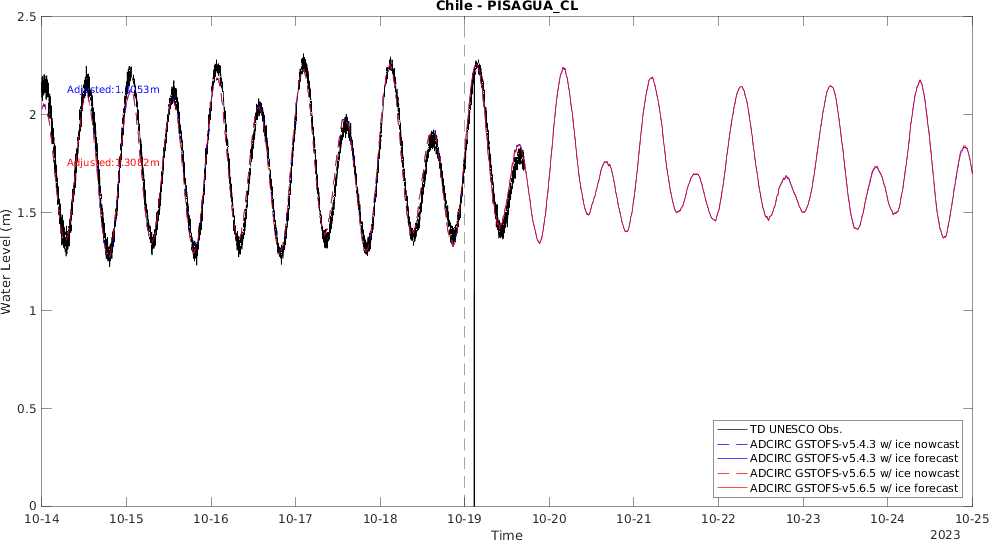 Chile - PISAGUA_CL
2.5
2
1.5
1
0.5
0
Water Level (m)
Adjusted:1.3082m
10-14
10-15
10-16
10-17
10-18
10-19
10-20
10-21
10-22
10-23
10-24
10-25
Time
2023
TD UNESCO Obs.
ADCIRC GSTOFS-v5.4.3 w/ ice nowcast
ADCIRC GSTOFS-v5.4.3 w/ ice forecast
ADCIRC GSTOFS-v5.6.5 w/ ice nowcast
ADCIRC GSTOFS-v5.6.5 w/ ice forecast